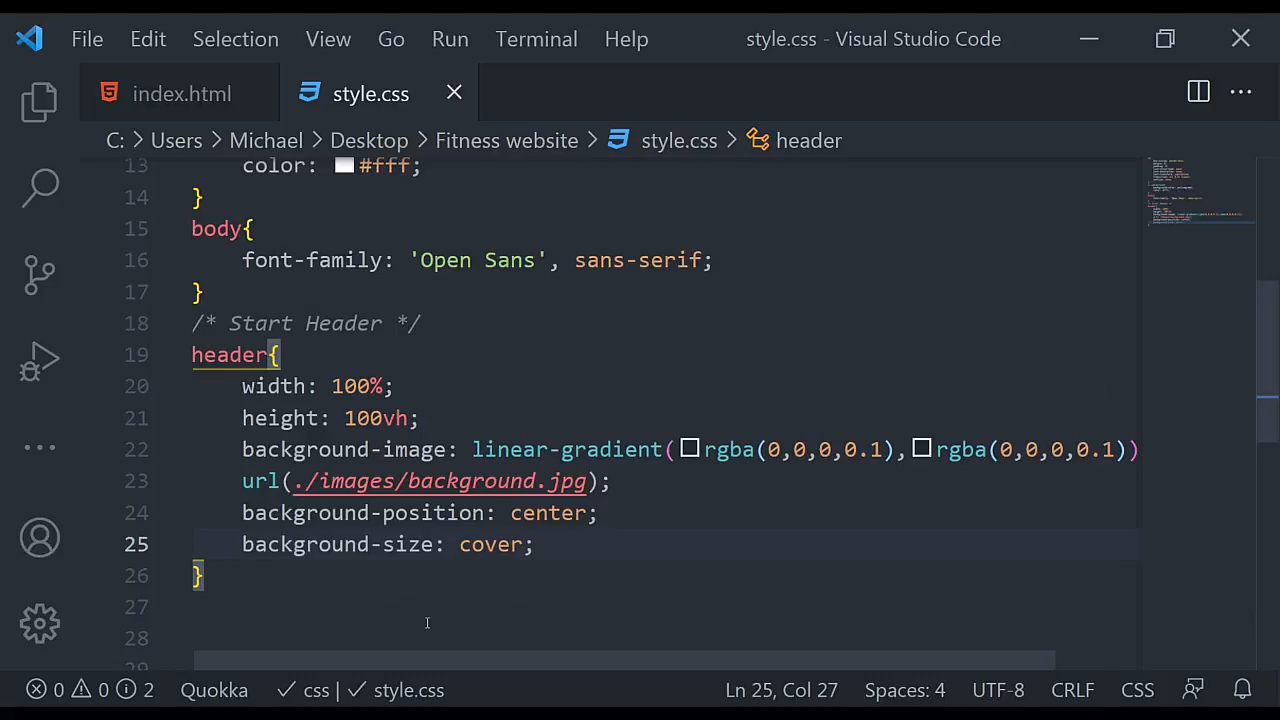 File Edit Selection View Go Run Terminal Help style.css - Visual Studio Code
index.html style.css
C: > Users > Michael > Desktop > Fitness website > style.css > header
13 color: #fff;
14 }
15 body{
16 font-family: 'Open Sans', sans-serif;
17 }
18 /* Start Header */
19 header{
20 width: 100%;
21 height: 100vh;
22 background-image: linear-gradient(rgba(0,0,0,0.1),rgba(0,0,0,0.1))
23 url(./images/background.jpg);
24 background-position: center;
25 background-size: cover;
26 }
27
28
29
0 0 2 Quokka css | style.css Ln 25, Col 27 Spaces: 4 UTF-8 CRLF CSS